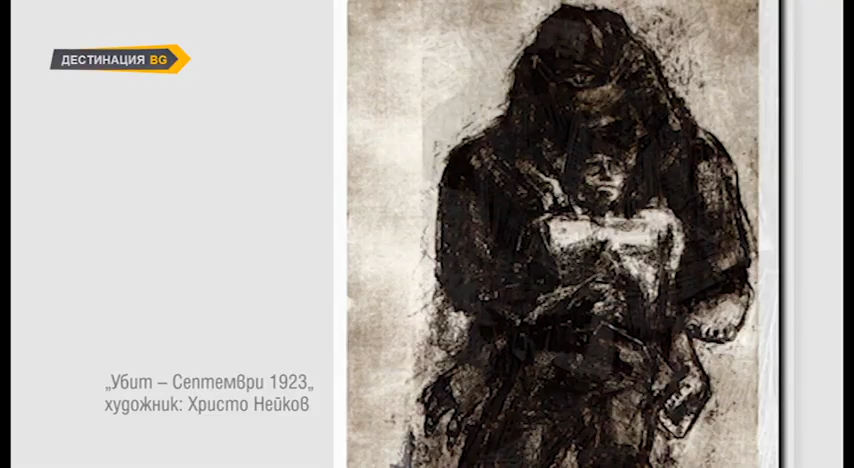 ДЕСТИНАЦИЯ BG
„Убит – Септември 1923„
художник: Христо Нейков